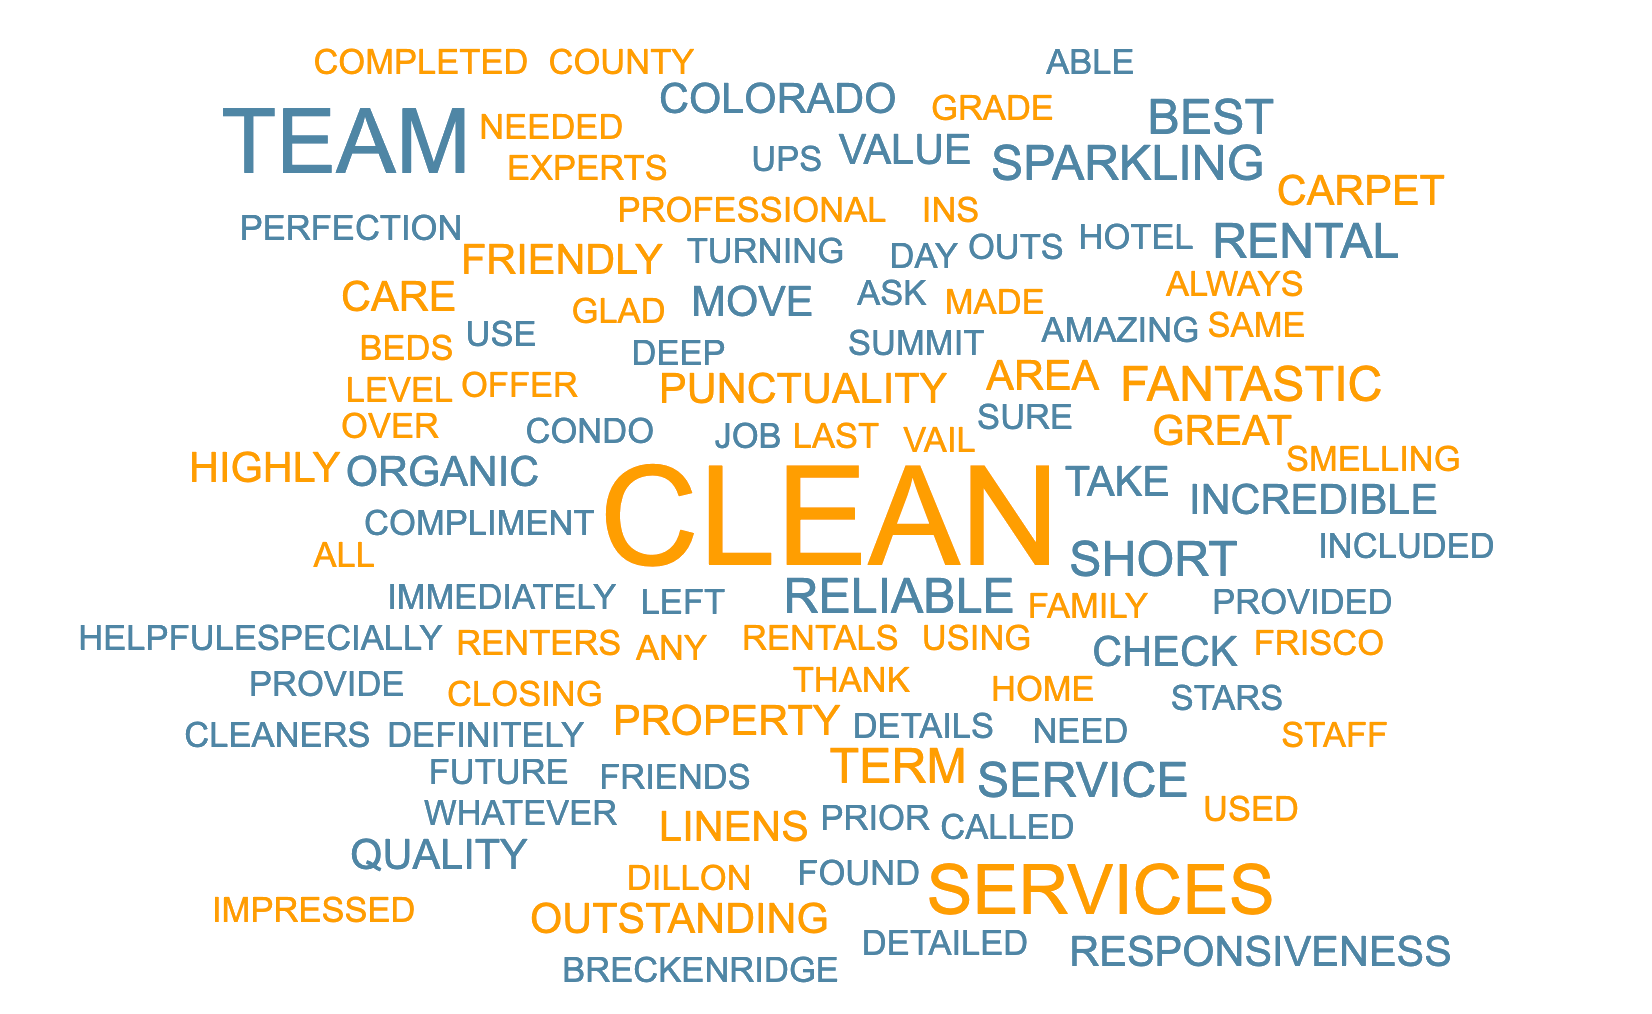 COMPLETED COUNTY ABLE
COLORADO GRADE BEST
TEAM NEEDED UPS VALUE SPARKLING
EXPERTS CARPET
PROFESSIONAL INS
PERFECTION FRIENDLY TURNING DAY OUTS HOTEL RENTAL
CARE GLAD MOVE ASK MADE ALWAYS
BEDS USE DEEP SUMMIT AMAZING SAME
LEVEL OFFER PUNCTUALITY AREA FANTASTIC
OVER CONDO JOB LAST VAIL SURE GREAT
HIGHLY ORGANIC CLEAN TAKE SMELLING
INCREDIBLE
COMPLIMENT
ALL SHORT INCLUDED
IMMEDIATELY LEFT RELIABLE FAMILY PROVIDED
HELPFULESPECIALLY RENTERS ANY RENTALS USING CHECK FRISCO
PROVIDE CLOSING THANK HOME STARS
CLEANERS DEFINITELY PROPERTY DETAILS NEED STAFF
FUTURE FRIENDS TERM SERVICE
WHATEVER LINENS PRIOR CALLED USED
QUALITY DILLON FOUND SERVICES
IMPRESSED OUTSTANDING
DETAILED RESPONSIVENESS
BRECKENRIDGE